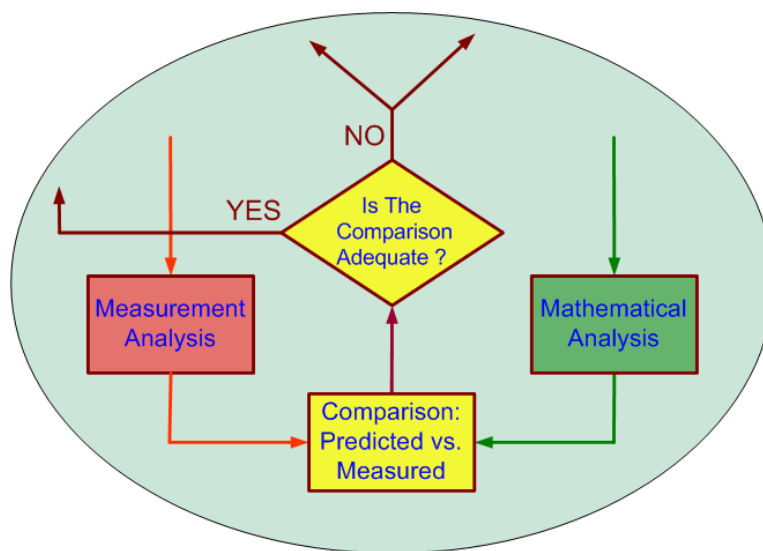 NO
YES
Is The
Comparison
Adequate ?
Measurement
Analysis
Mathematical
Analysis
Comparison:
Predicted vs.
Measured